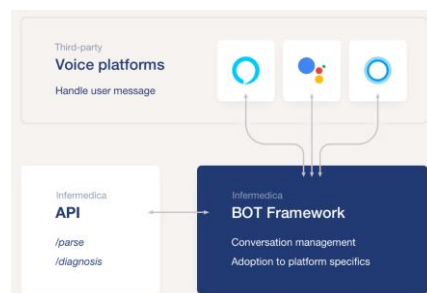 Third-party
Voice platforms
Handle user message
Infermedica
API
/parse
/diagnosis
Infermedica
BOT Framework
Conversation management
Adoption to platform specifics